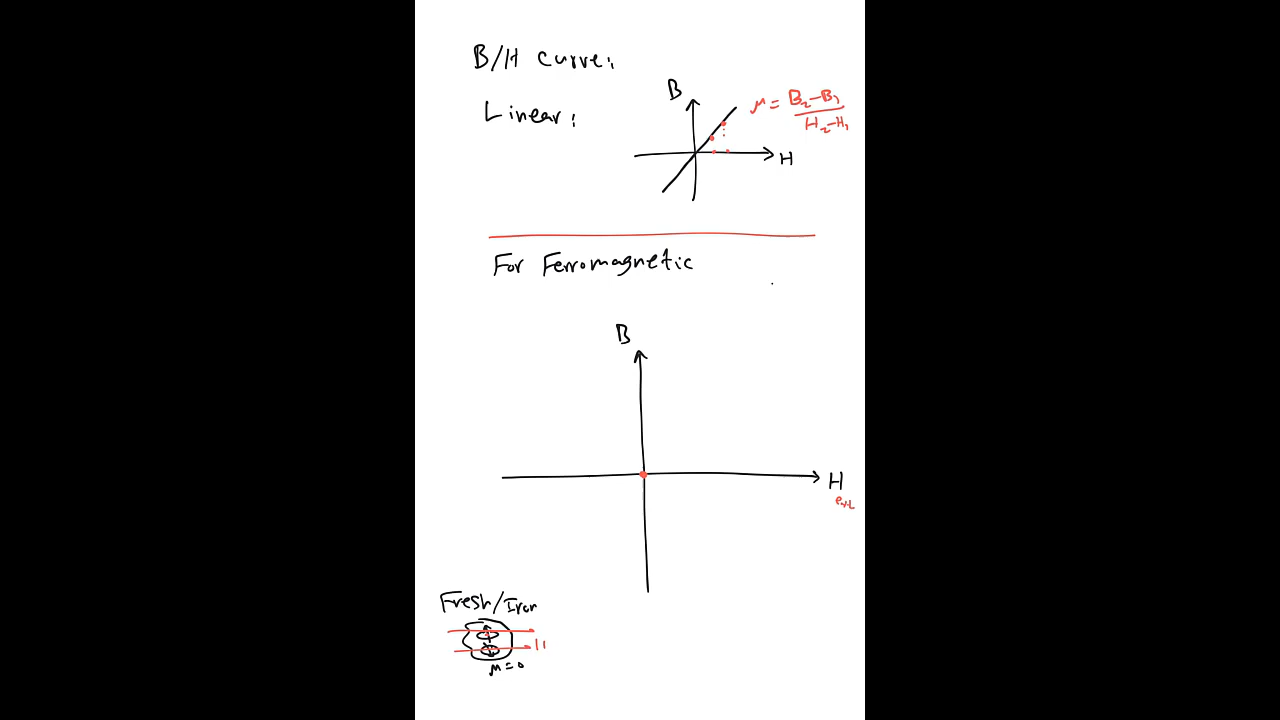 B/H curve:
Linear:
B
μ = B₂-B₁ / H₂-H₁
H
For Ferromagnetic
B
H
ext
Fresh/Iron
H
μ=0